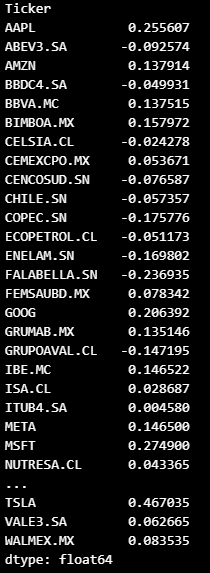 Ticker
AAPL 0.255607
ABEV3.SA -0.092574
AMZN 0.137914
BBDC4.SA -0.049931
BBVA.MC 0.137515
BIMBOA.MX 0.157972
CELSIA.CL -0.024278
CEMEXCPO.MX 0.053671
CENCOSUD.SN -0.076587
CHILE.SN -0.057357
COPEC.SN -0.175776
ECOPETROL.CL -0.051173
ENELAM.SN -0.169802
FALABELLA.SN -0.236935
FEMSAUBD.MX 0.078342
GOOG 0.206392
GRUMAB.MX 0.135146
GRUPOAVAL.CL -0.147195
IBE.MC 0.146522
ISA.CL 0.028687
ITUB4.SA 0.004580
META 0.146500
MSFT 0.274900
NUTRESA.CL 0.043365
...
TSLA 0.467035
VALE3.SA 0.062665
WALMEX.MX 0.083535
dtype: float64